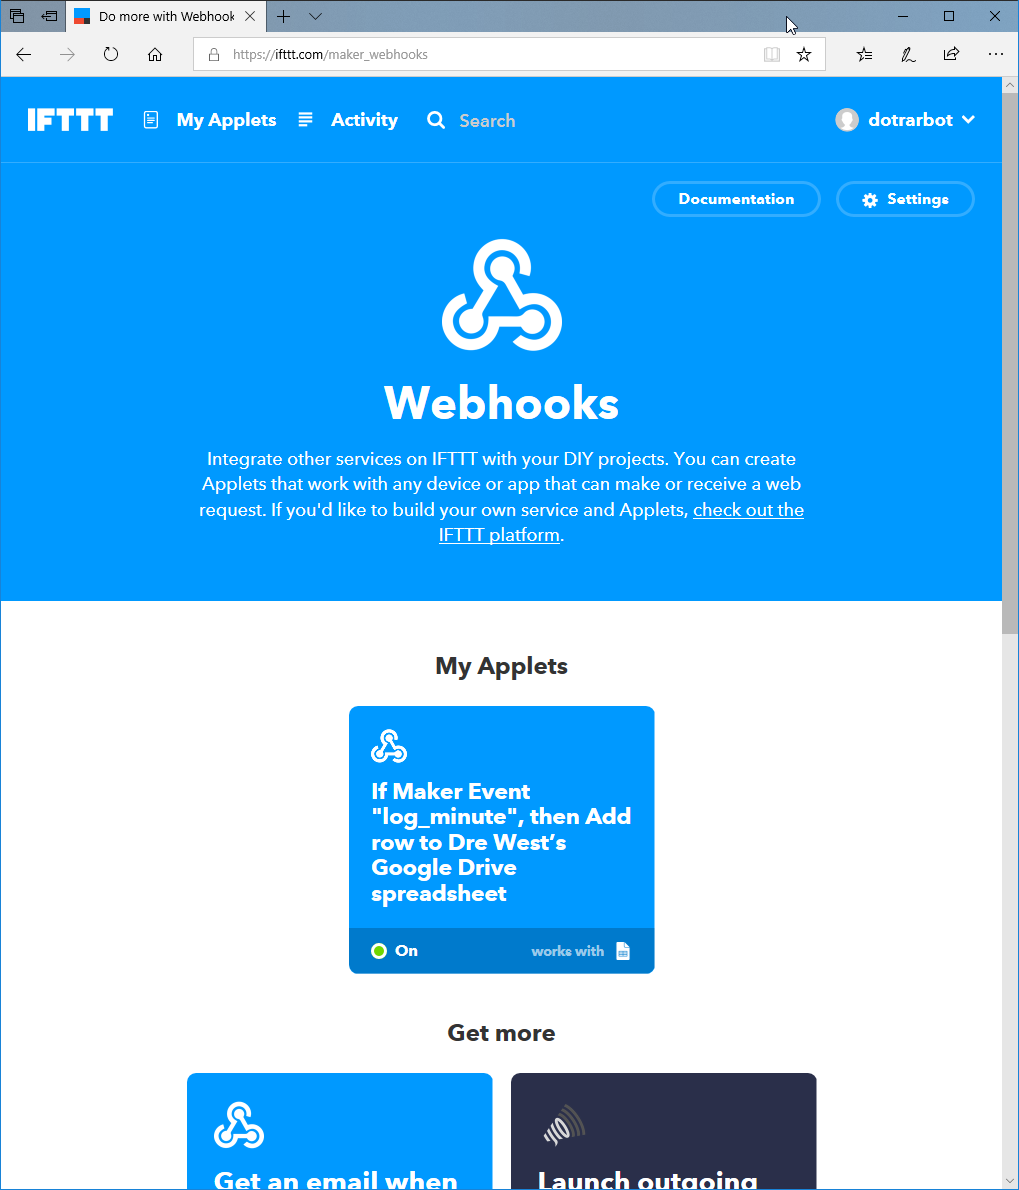 Do more with Webhook
https://ifttt.com/maker_webhooks
IFTTT My Applets Activity Search dotrarbot
Documentation Settings
Webhooks
Integrate other services on IFTTT with your DIY projects. You can create
Applets that work with any device or app that can make or receive a web
request. If you'd like to build your own service and Applets, check out the
IFTTT platform.
My Applets
If Maker Event
"log_minute", then Add
row to Dre West’s
Google Drive
spreadsheet
On works with
Get more
Get an email when
Launch outgoing